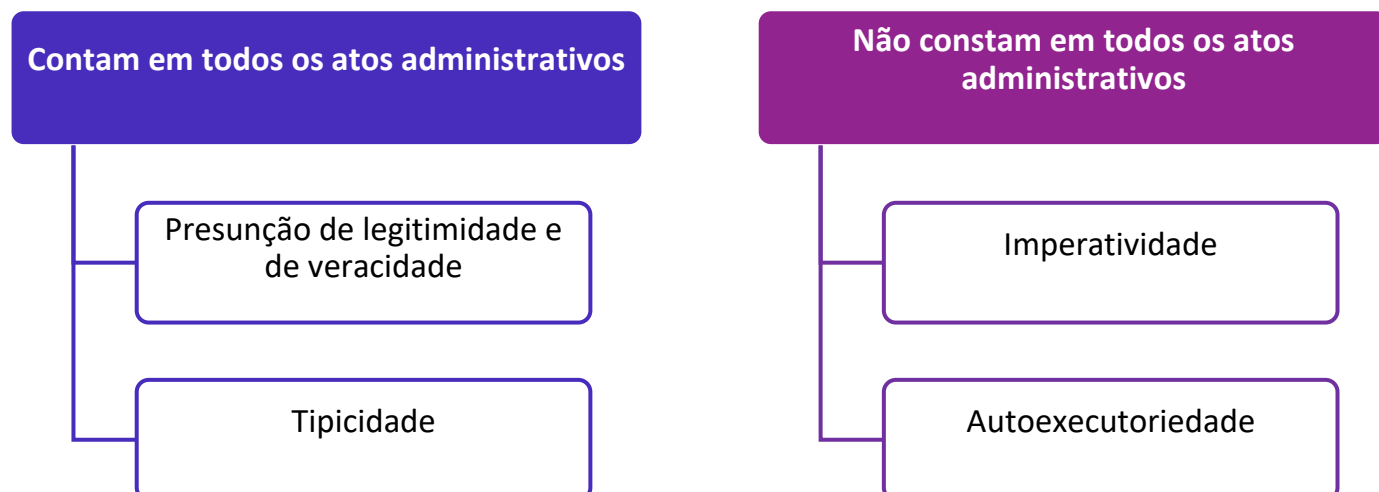 Contam em todos os atos administrativos
Presunção de legitimidade e
de veracidade
Tipicidade
Não constam em todos os atos
administrativos
Imperatividade
Autoexecutoriedade